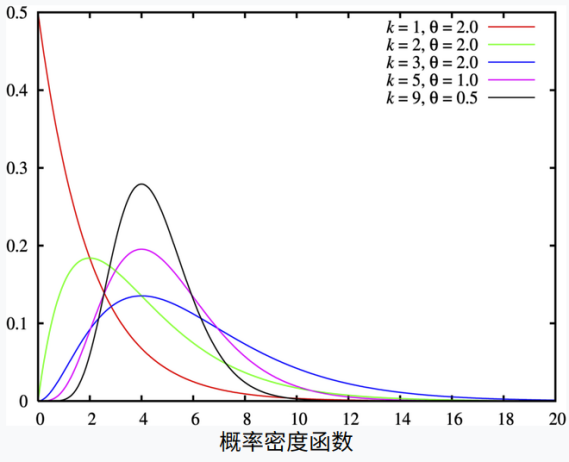 0.5
0.4
0.3
0.2
0.1
0
k = 1, θ = 2.0
k = 2, θ = 2.0
k = 3, θ = 2.0
k = 5, θ = 1.0
k = 9, θ = 0.5
0 2 4 6 8 10 12 14 16 18 20
概率密度函数